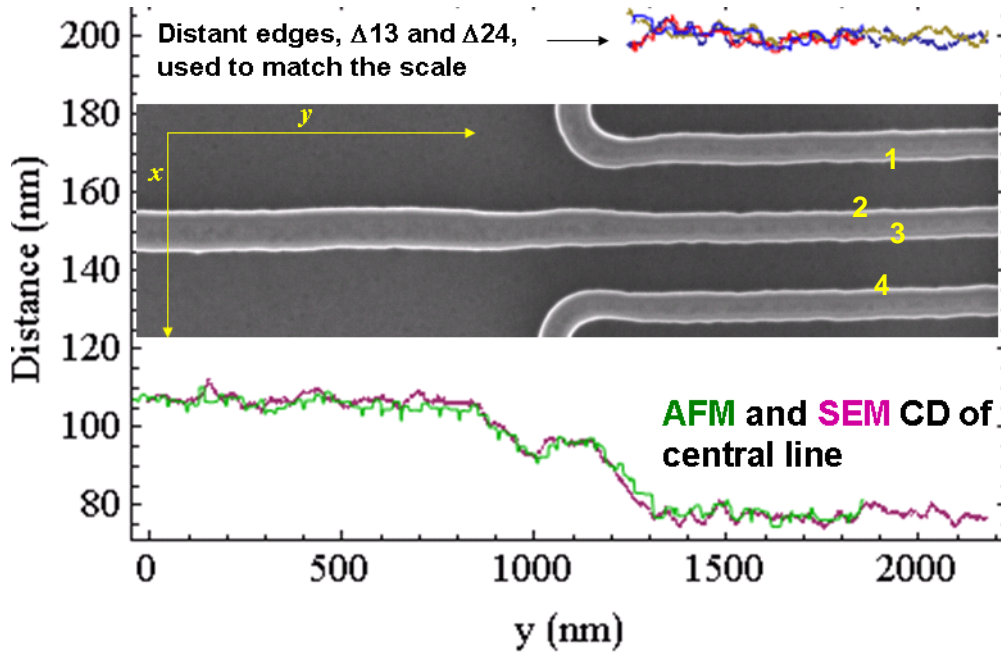 Distant edges, Δ13 and Δ24,
used to match the scale
200
180
160
140
120
100
80
Distance (nm)
y
x
1
2
3
4
AFM and SEM CD of
central line
0
500
1000
1500
2000
y (nm)